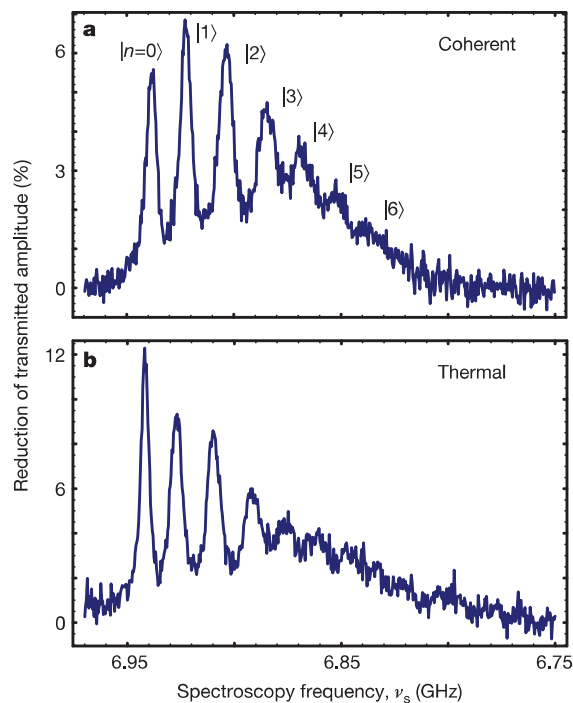 a
Coherent
|n=0⟩
|1⟩
|2⟩
|3⟩
|4⟩
|5⟩
|6⟩
6
3
0
Reduction of transmitted amplitude (%)
b
Thermal
12
6
0
6.95
6.85
6.75
Spectroscopy frequency, νs (GHz)